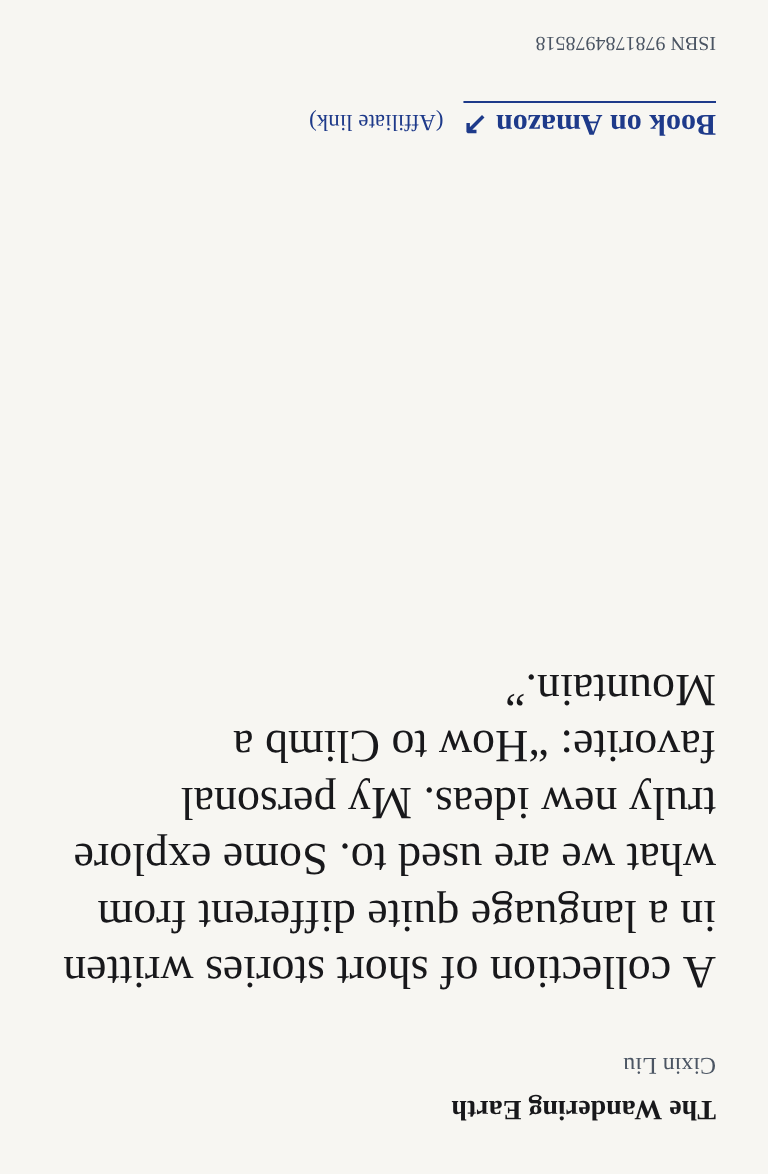 The Wandering Earth
Cixin Liu
A collection of short stories written
in a language quite different from
what we are used to. Some explore
truly new ideas. My personal
favorite: “How to Climb a
Mountain.”
Book on Amazon ↗ (Affiliate link)
ISBN 9781784978518